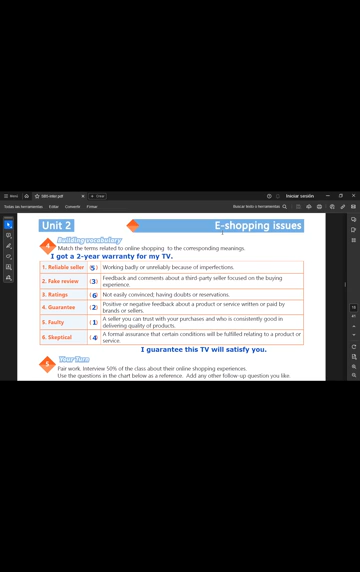 Menú 080-inter.pdf Crear Iniciar sesión
Todas las herramientas Editar Convertir Firmar Buscar texto o herramientas
Unit 2 E-shopping issues
4 Building vocabulary
Match the terms related to online shopping to the corresponding meanings.
I got a 2-year warranty for my TV.
1. Reliable seller (5) Working badly or unreliably because of imperfections.
2. Fake review (3) Feedback and comments about a third-party seller focused on the buying
experience.
3. Ratings (6) Not easily convinced; having doubts or reservations.
4. Guarantee (2) Positive or negative feedback about a product or service written or paid by
brands or sellers.
5. Faulty (1) A seller you can trust with your purchases and who is consistently good in
delivering quality of products.
6. Skeptical (4) A formal assurance that certain conditions will be fulfilled relating to a product or
service.
I guarantee this TV will satisfy you.
5 Your Turn
Pair work. Interview 50% of the class about their online shopping experiences.
Use the questions in the chart below as a reference. Add any other follow-up question you like.